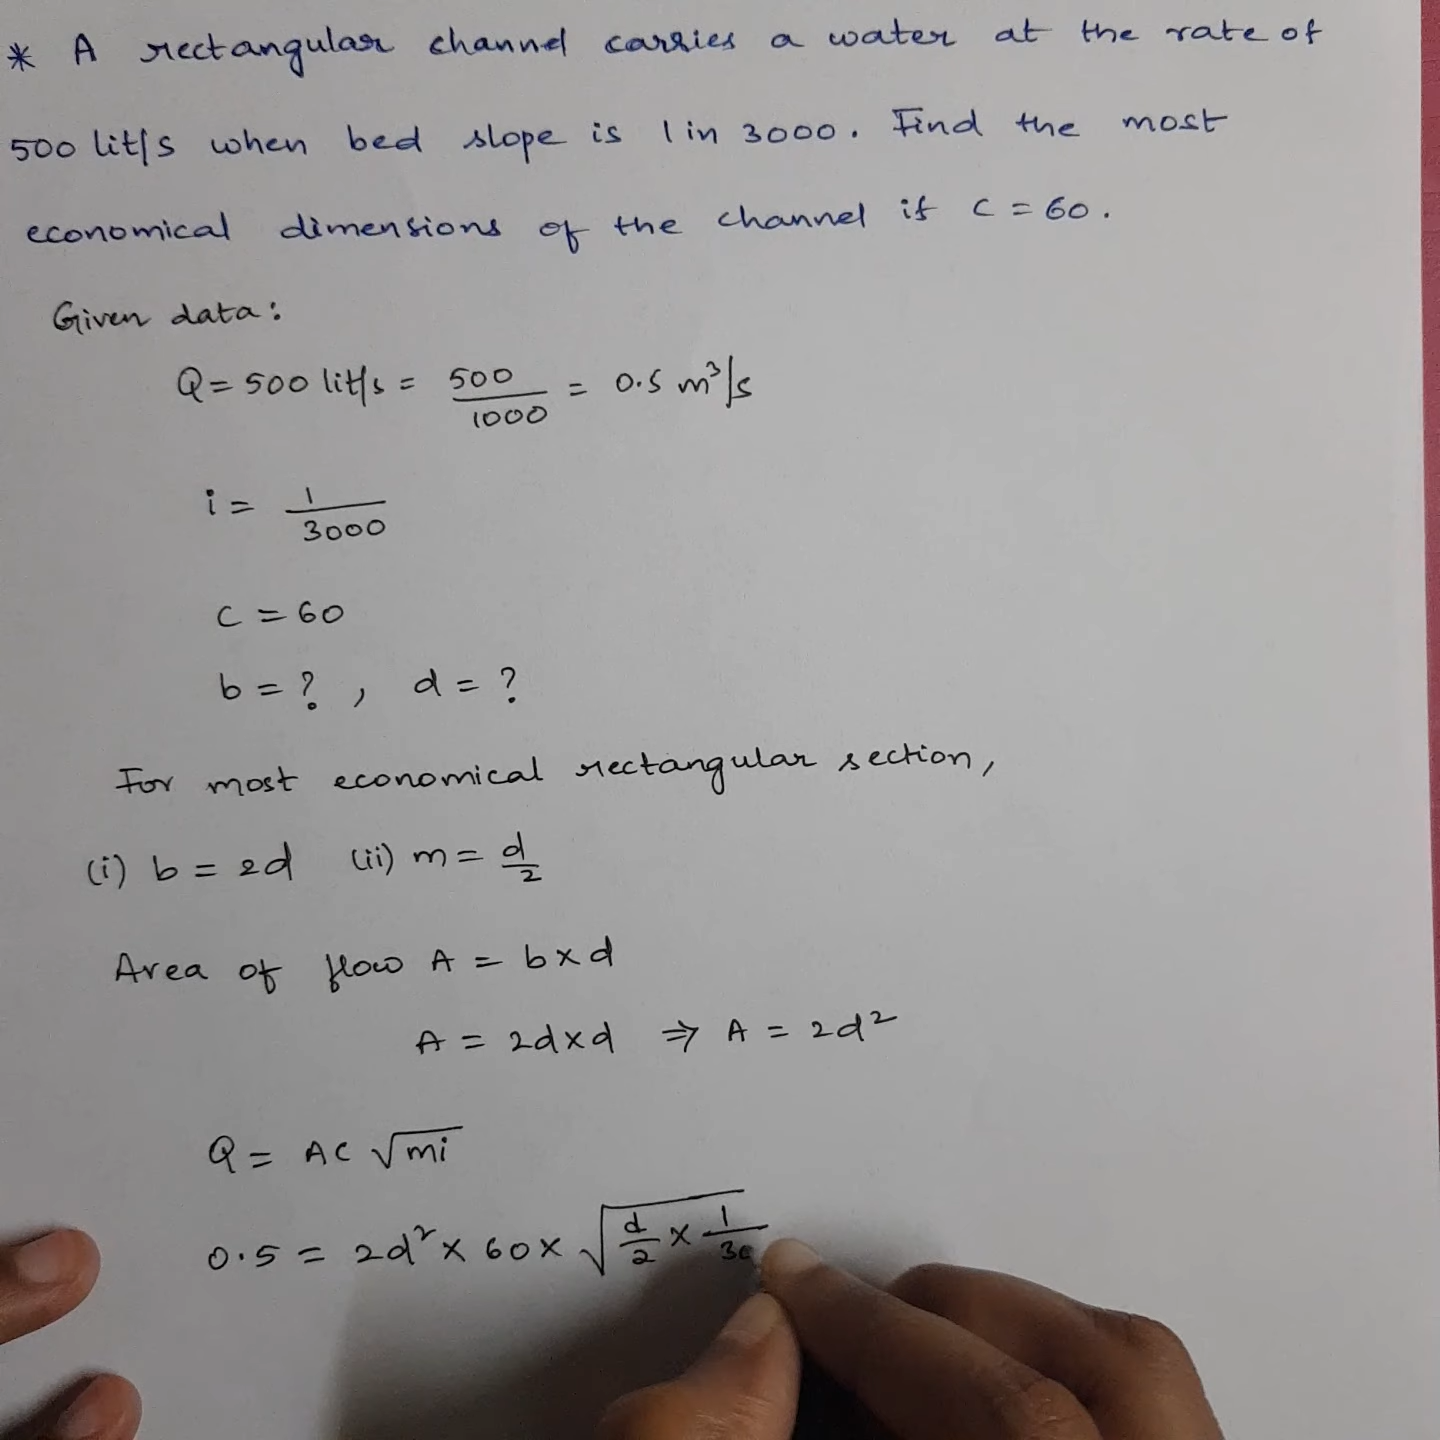 * A rectangular channel carries a water at the rate of
500 lit/s when bed slope is 1 in 3000. Find the most
economical dimensions of the channel if C = 60.
Given data:
Q = 500 lit/s = 500/1000 = 0.5 m³/s
i = 1/3000
C = 60
b = ? , d = ?
For most economical rectangular section,
(i) b = 2d (ii) m = d/2
Area of flow A = b×d
A = 2d×d ⇒ A = 2d²
Q = AC √mi
0.5 = 2d² × 60 × √(d/2 × 1/30